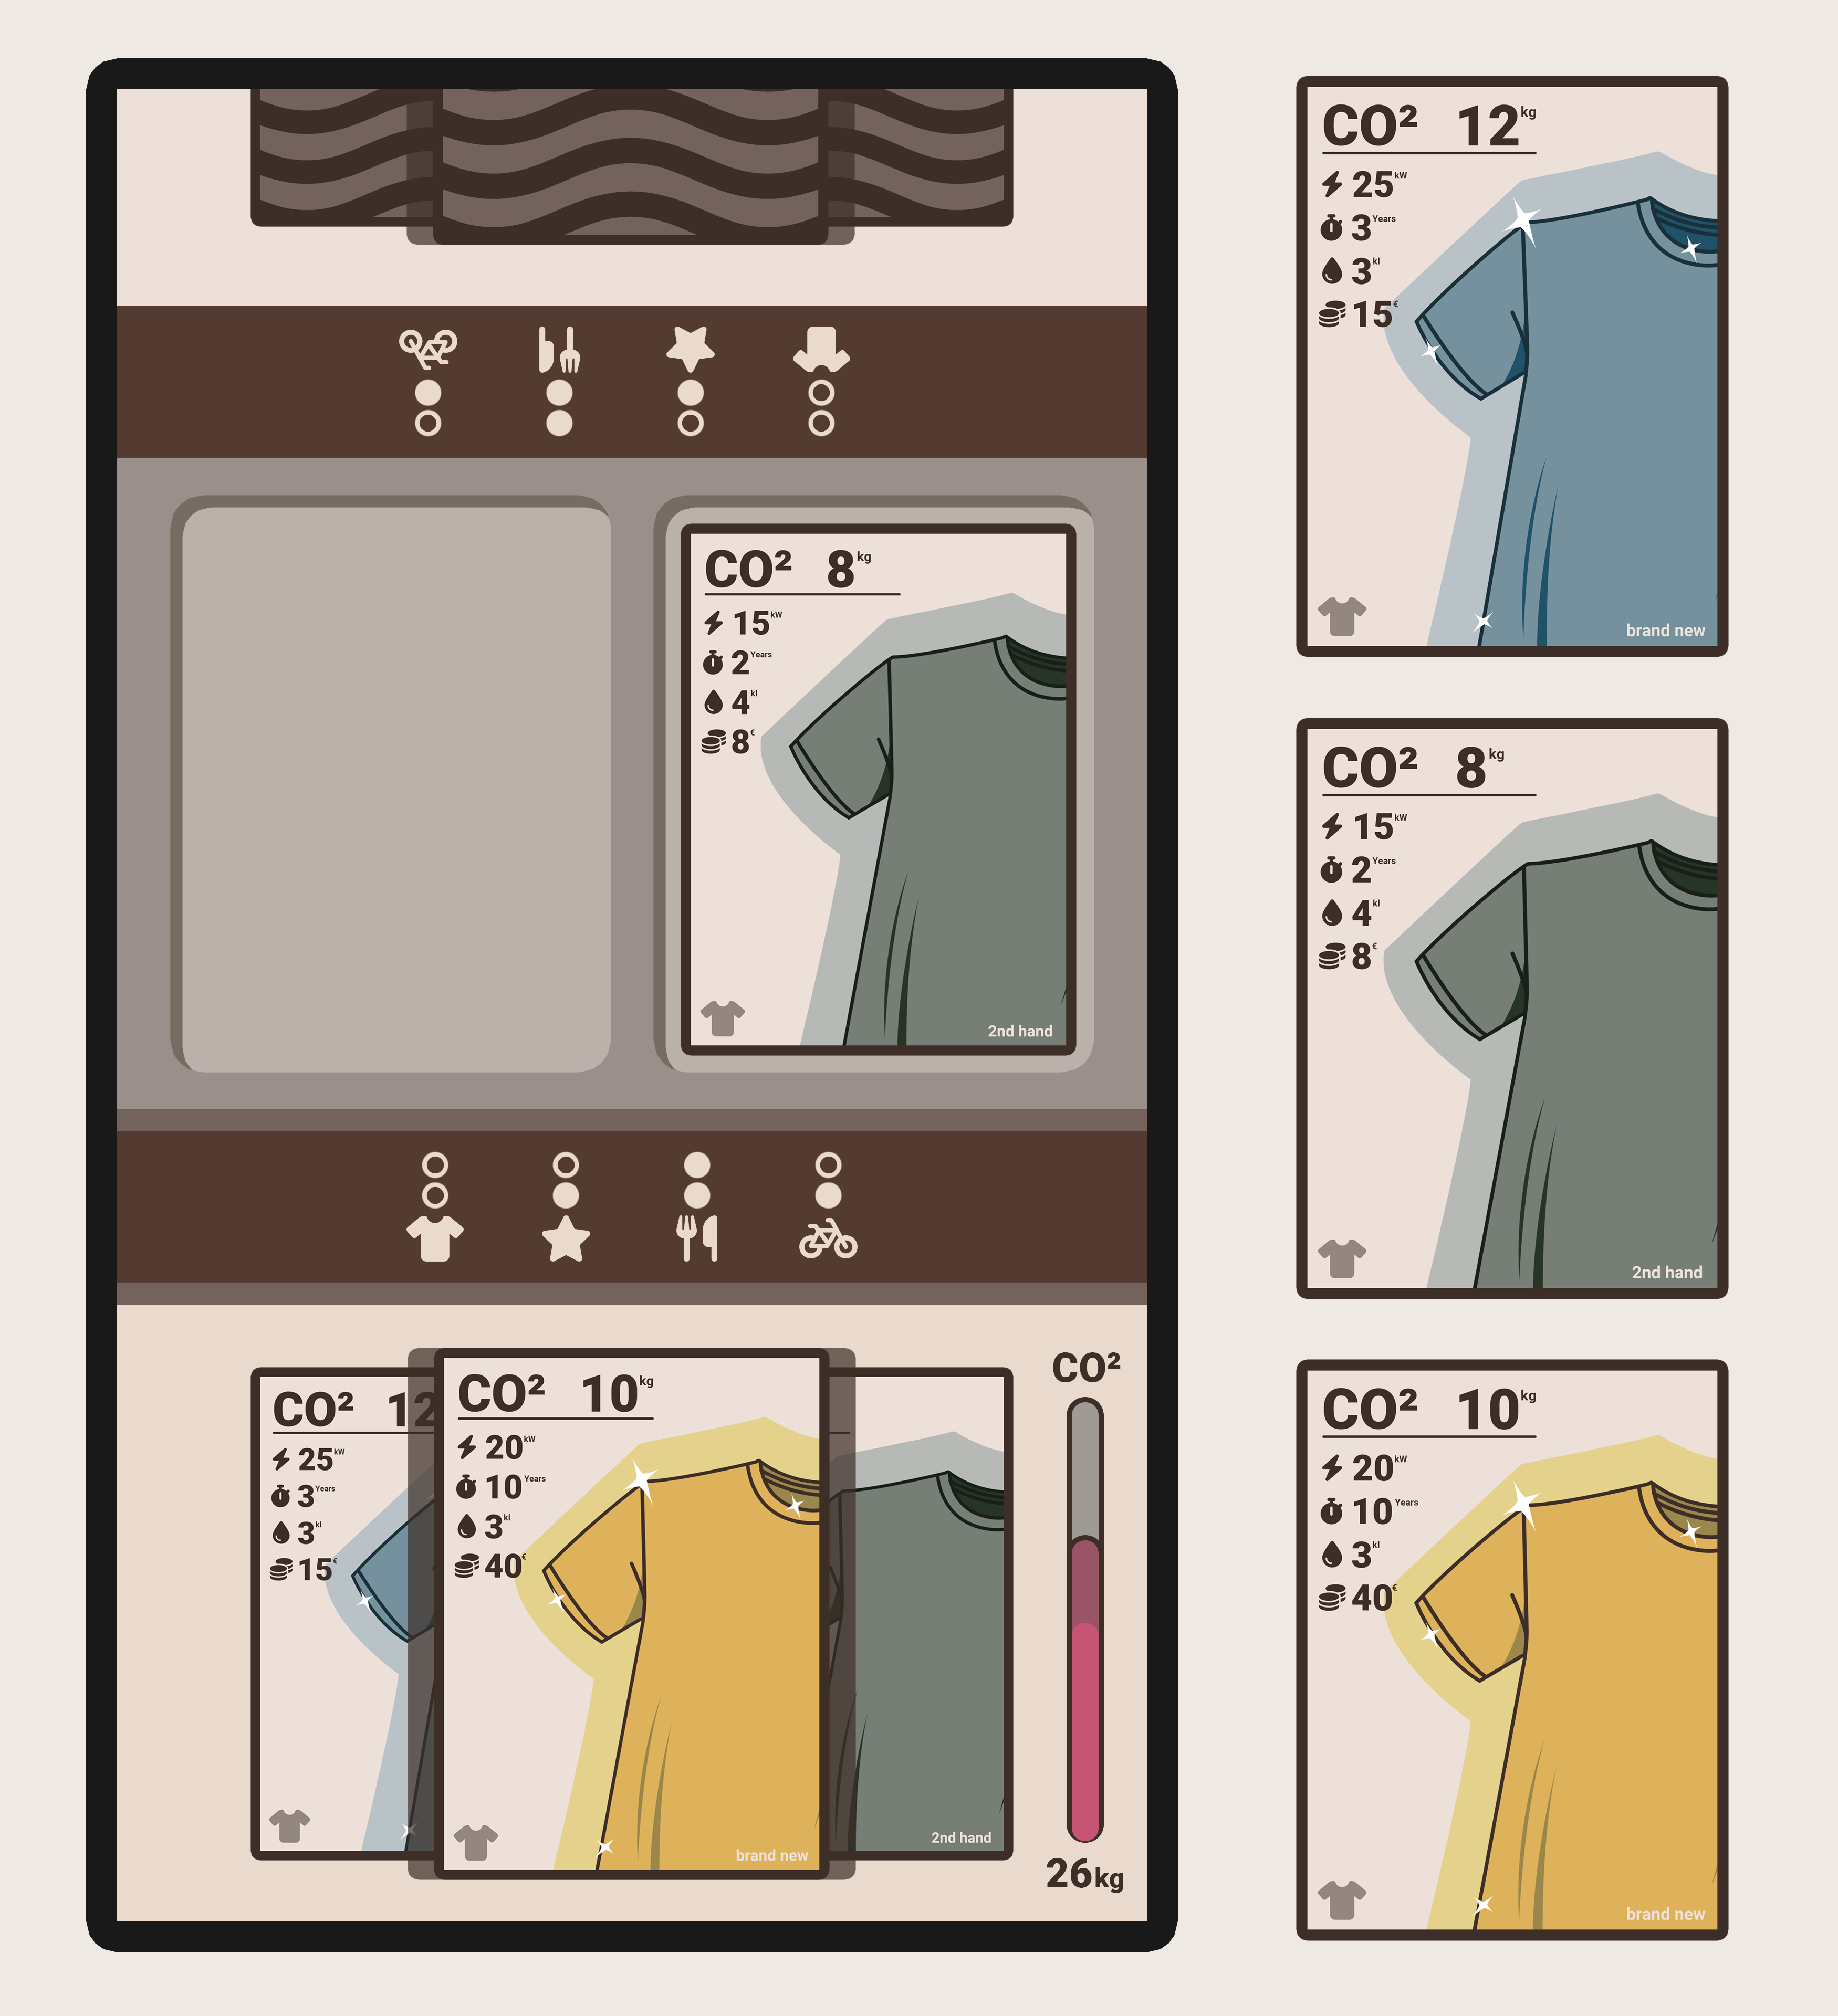 CO² 8kg
15kW
2Years
4kl
8€
2nd hand
CO² 12
25kW
3Years
3kl
15€
CO² 10kg
20kW
10Years
3kl
40€
brand new
2nd hand
CO²
26kg
CO² 12kg
25kW
3Years
3kl
15€
brand new
CO² 8kg
15kW
2Years
4kl
8€
2nd hand
CO² 10kg
20kW
10Years
3kl
40€
brand new